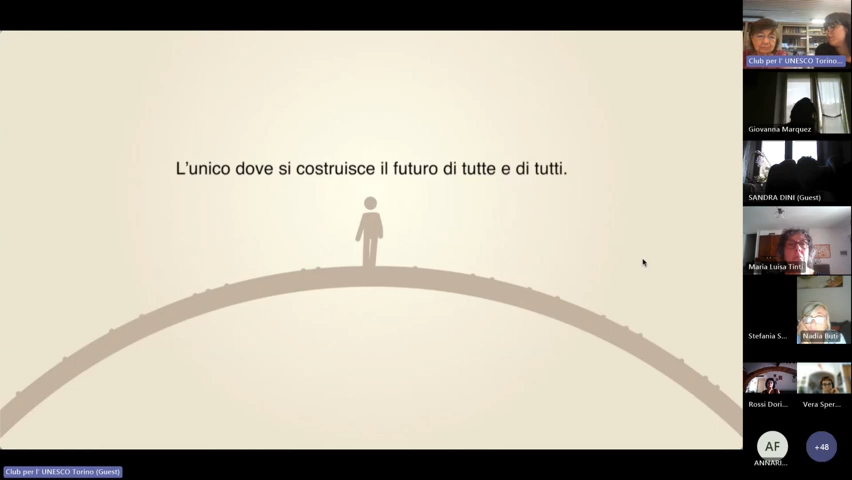 Club per l' UNESCO Torino...
Giovanna Marquez
L'unico dove si costruisce il futuro di tutte e di tutti.
SANDRA DINI (Guest)
Maria Luisa Tinti
Stefania S...
Nadia Buti
Rossi Dori...
Vera Sper...
AF
+48
ANNARI...
Club per l' UNESCO Torino (Guest)